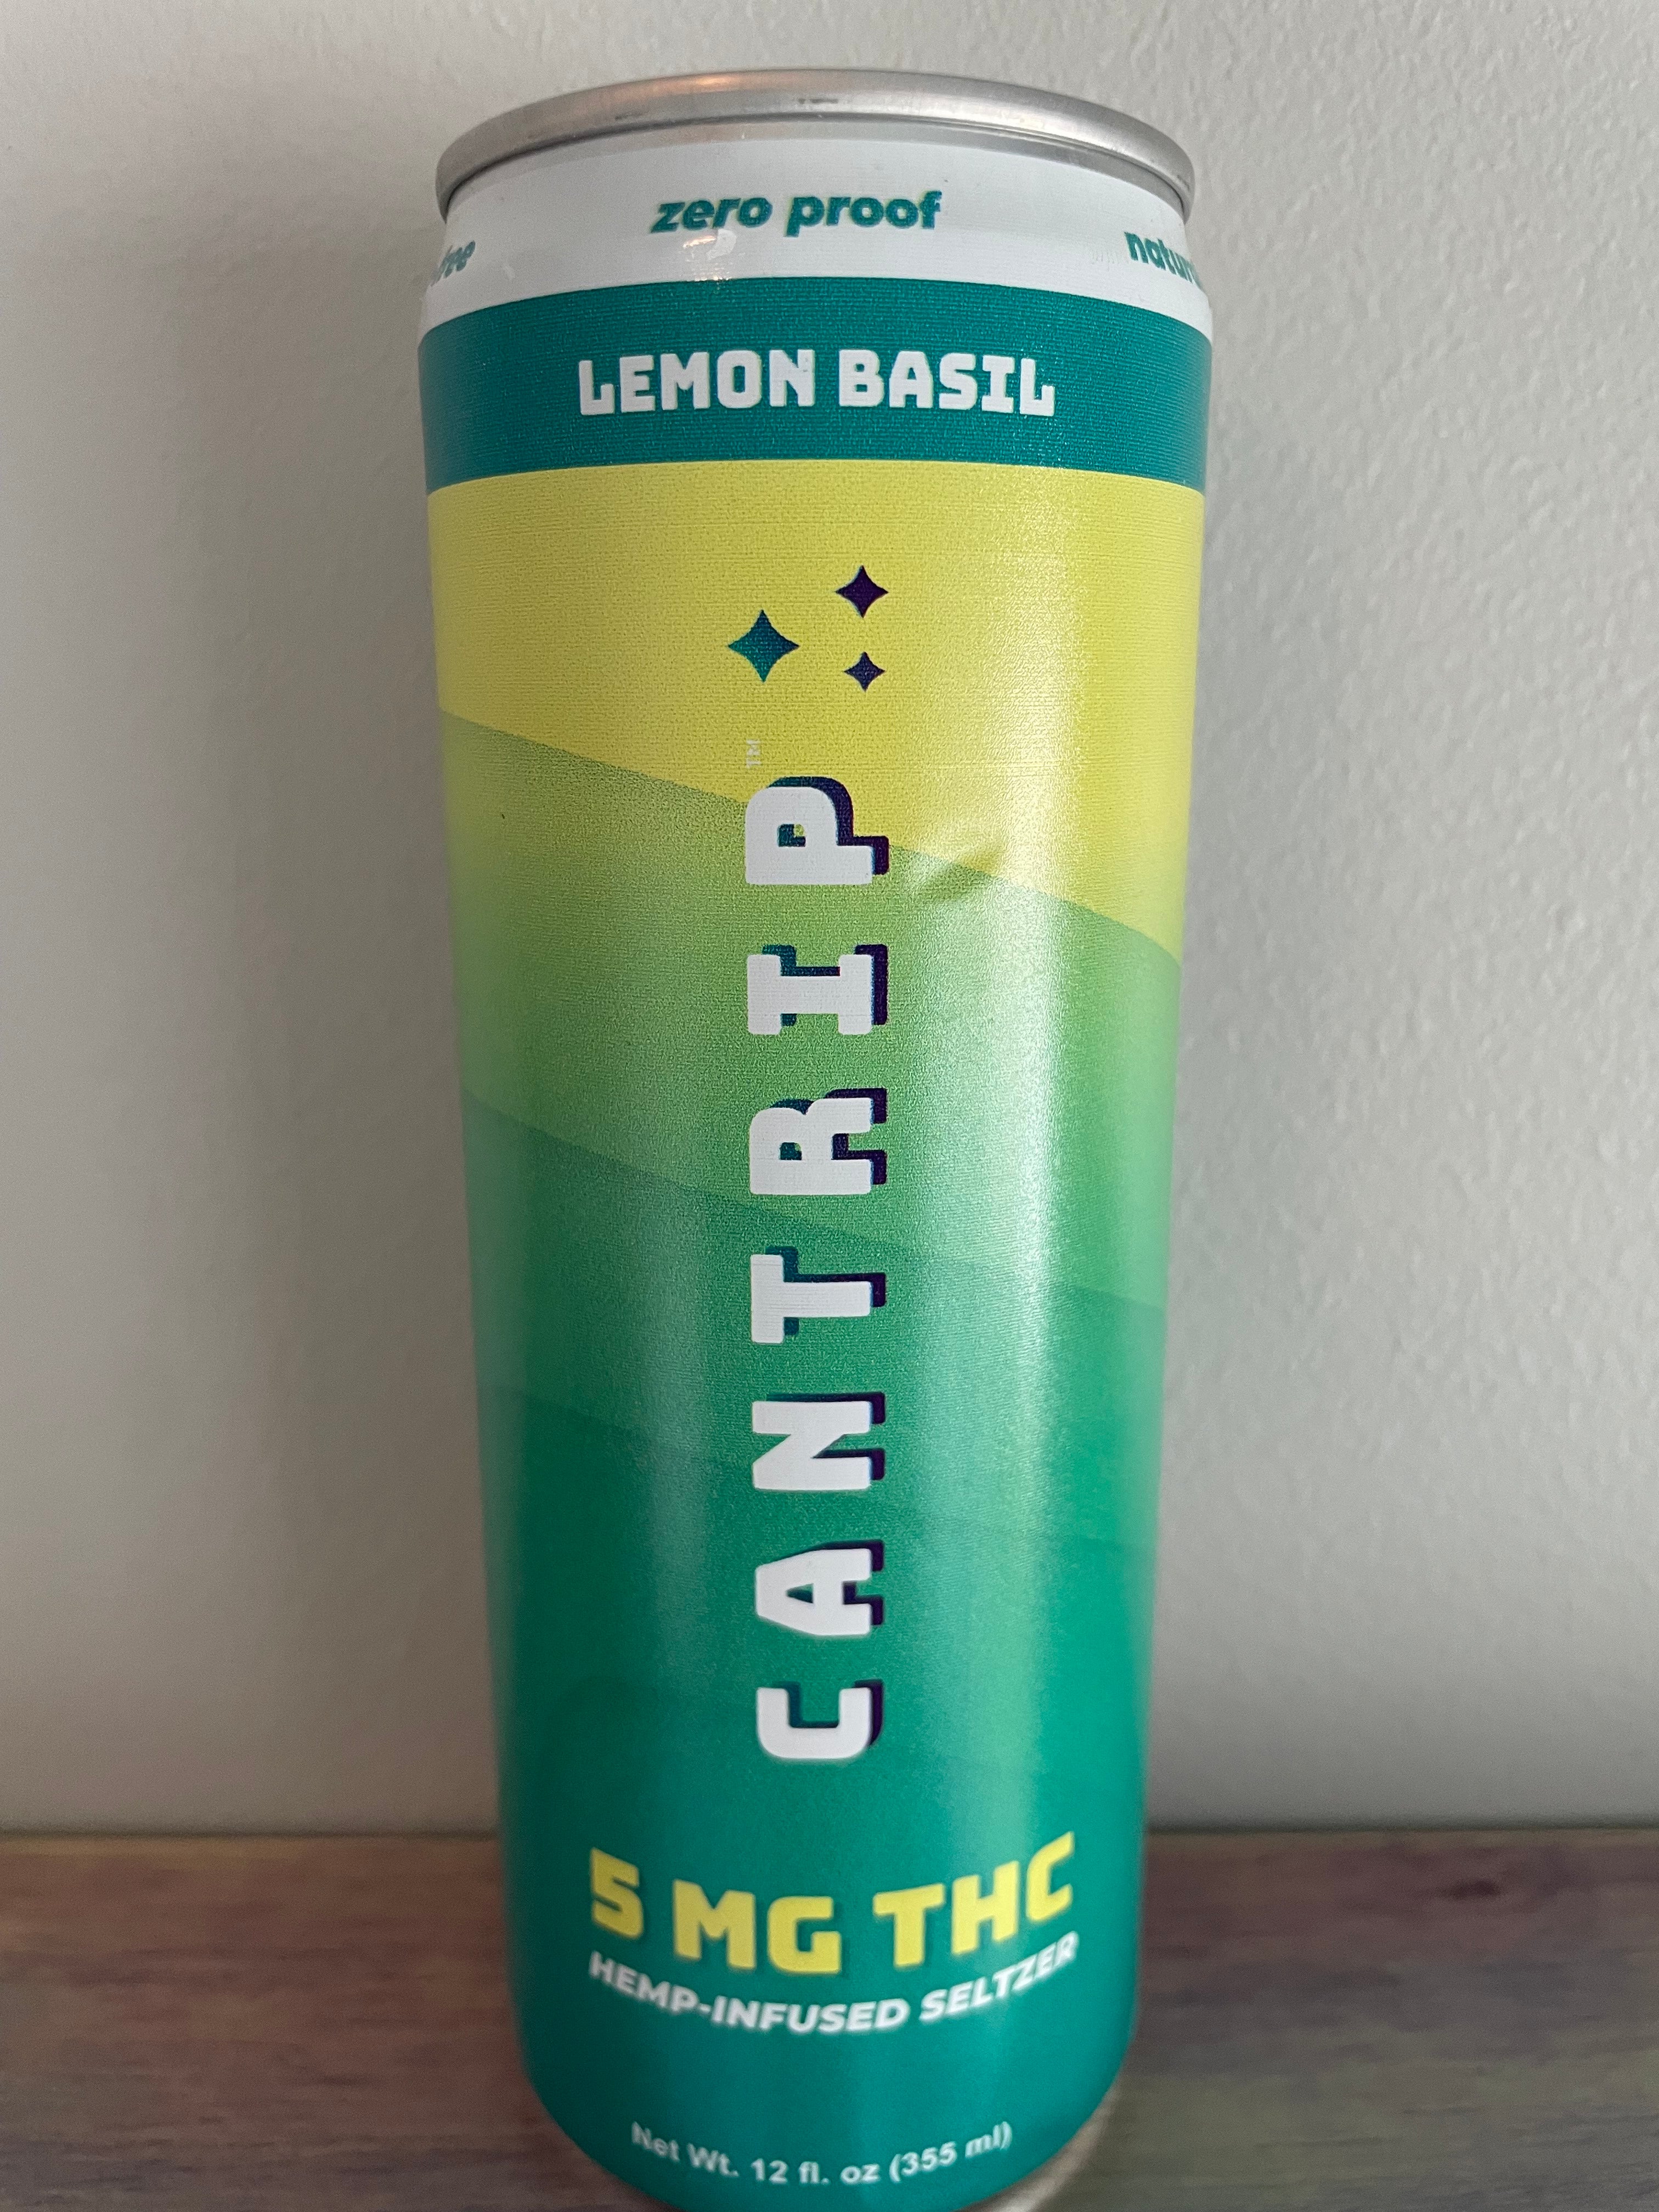 zero proof
LEMON BASIL
CANTRIP™
5 MG THC
HEMP-INFUSED SELTZER
Net Wt. 12 fl. oz (355 ml)